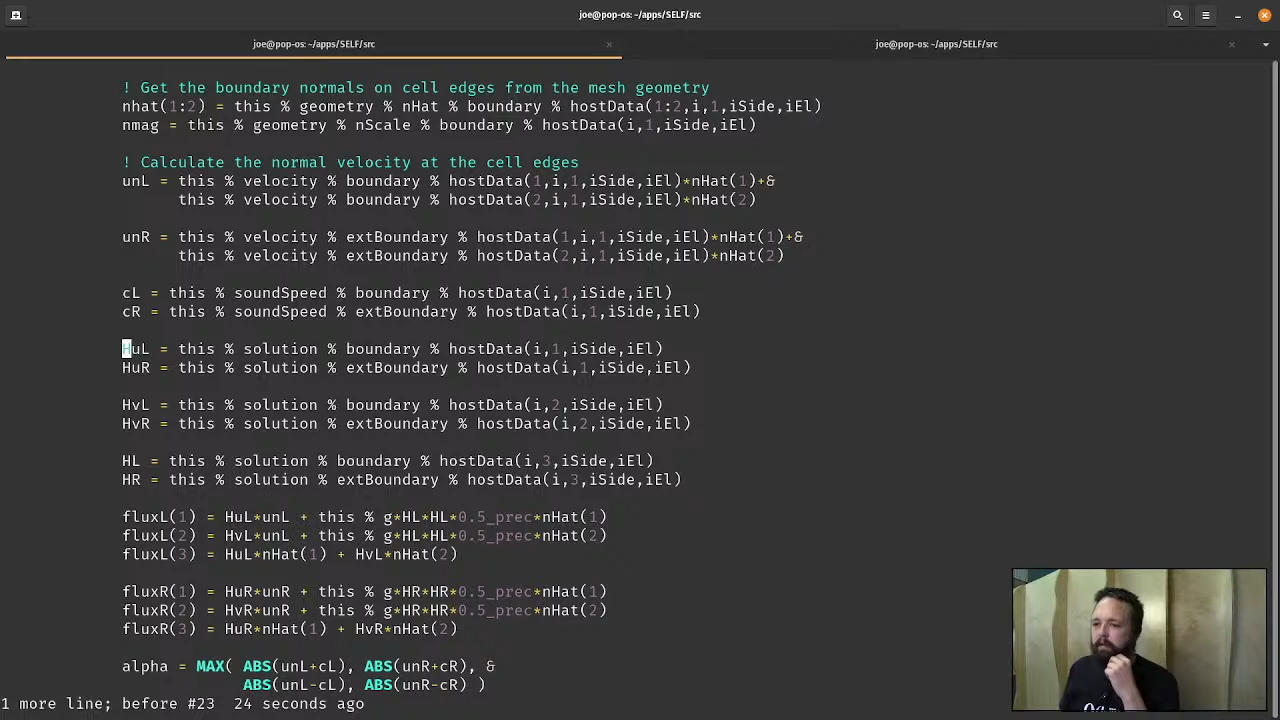 joe@pop-os: ~/apps/SELF/src
joe@pop-os: ~/apps/SELF/src
joe@pop-os: ~/apps/SELF/src
! Get the boundary normals on cell edges from the mesh geometry
nhat(1:2) = this % geometry % nHat % boundary % hostData(1:2,i,1,iSide,iEl)
nmag = this % geometry % nScale % boundary % hostData(i,1,iSide,iEl)
! Calculate the normal velocity at the cell edges
unL = this % velocity % boundary % hostData(1,i,1,iSide,iEl)*nHat(1)+&
this % velocity % boundary % hostData(2,i,1,iSide,iEl)*nHat(2)
unR = this % velocity % extBoundary % hostData(1,i,1,iSide,iEl)*nHat(1)+&
this % velocity % extBoundary % hostData(2,i,1,iSide,iEl)*nHat(2)
cL = this % soundSpeed % boundary % hostData(i,1,iSide,iEl)
cR = this % soundSpeed % extBoundary % hostData(i,1,iSide,iEl)
HuL = this % solution % boundary % hostData(i,1,iSide,iEl)
HuR = this % solution % extBoundary % hostData(i,1,iSide,iEl)
HvL = this % solution % boundary % hostData(i,2,iSide,iEl)
HvR = this % solution % extBoundary % hostData(i,2,iSide,iEl)
HL = this % solution % boundary % hostData(i,3,iSide,iEl)
HR = this % solution % extBoundary % hostData(i,3,iSide,iEl)
fluxL(1) = HuL*unL + this % g*HL*HL*0.5_prec*nHat(1)
fluxL(2) = HvL*unL + this % g*HL*HL*0.5_prec*nHat(2)
fluxL(3) = HuL*nHat(1) + HvL*nHat(2)
fluxR(1) = HuR*unR + this % g*HR*HR*0.5_prec*nHat(1)
fluxR(2) = HvR*unR + this % g*HR*HR*0.5_prec*nHat(2)
fluxR(3) = HuR*nHat(1) + HvR*nHat(2)
alpha = MAX( ABS(unL+cL), ABS(unR+cR), &
ABS(unL-cL), ABS(unR-cR) )
1 more line; before #23  24 seconds ago